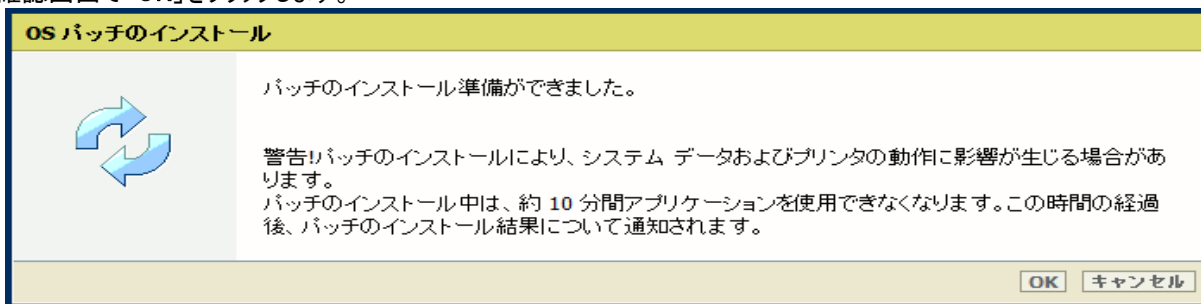 OS パッチのインストール
パッチのインストール準備ができました。
警告!パッチのインストールにより、システム データおよびプリンタの動作に影響が生じる場合があ
ります。
パッチのインストール中は、約 10 分間アプリケーションを使用できなくなります。この時間の経過
後、パッチのインストール結果について通知されます。
OK キャンセル